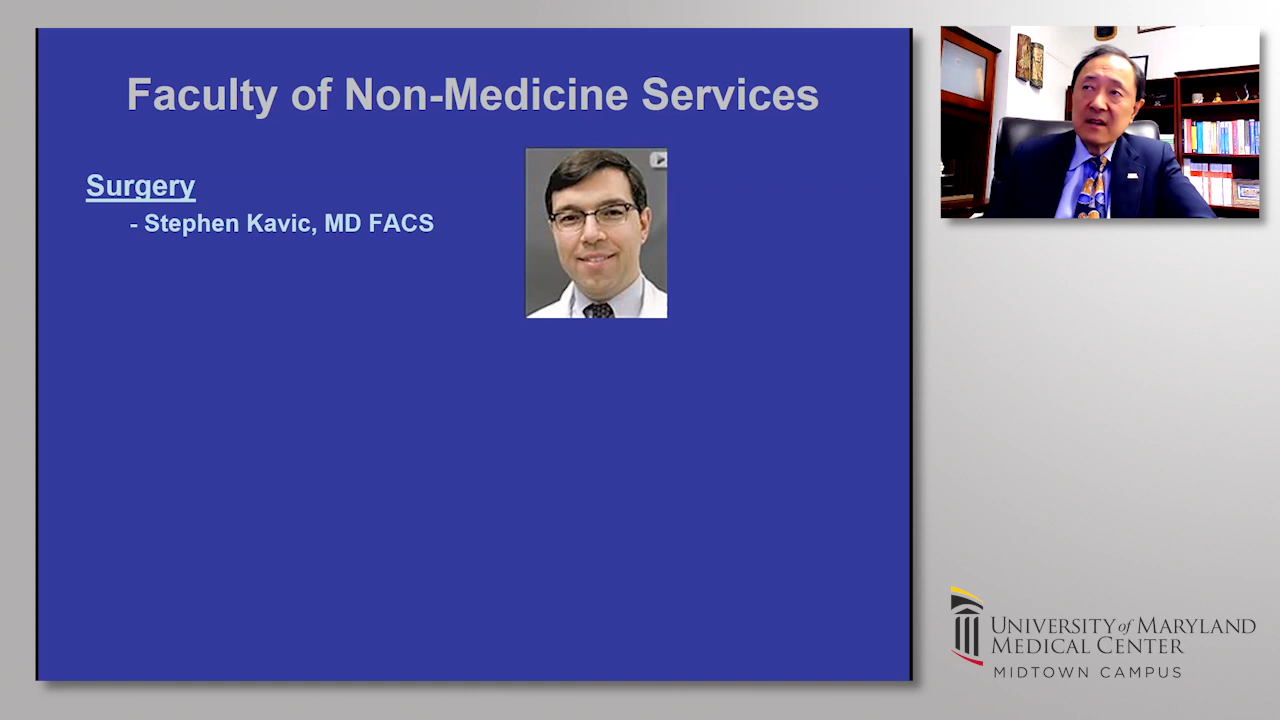 Faculty of Non-Medicine Services
Surgery
- Stephen Kavic, MD FACS
UNIVERSITY of MARYLAND
MEDICAL CENTER
MIDTOWN CAMPUS